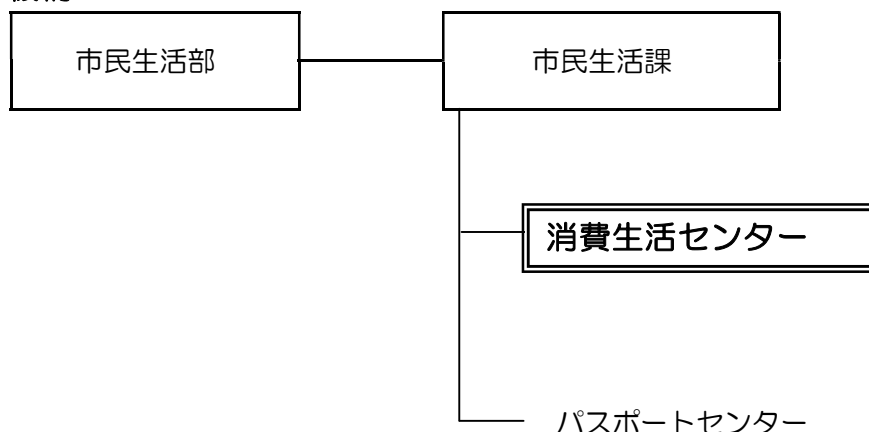 市民生活部
市民生活課
消費生活センター
パスポートセンター